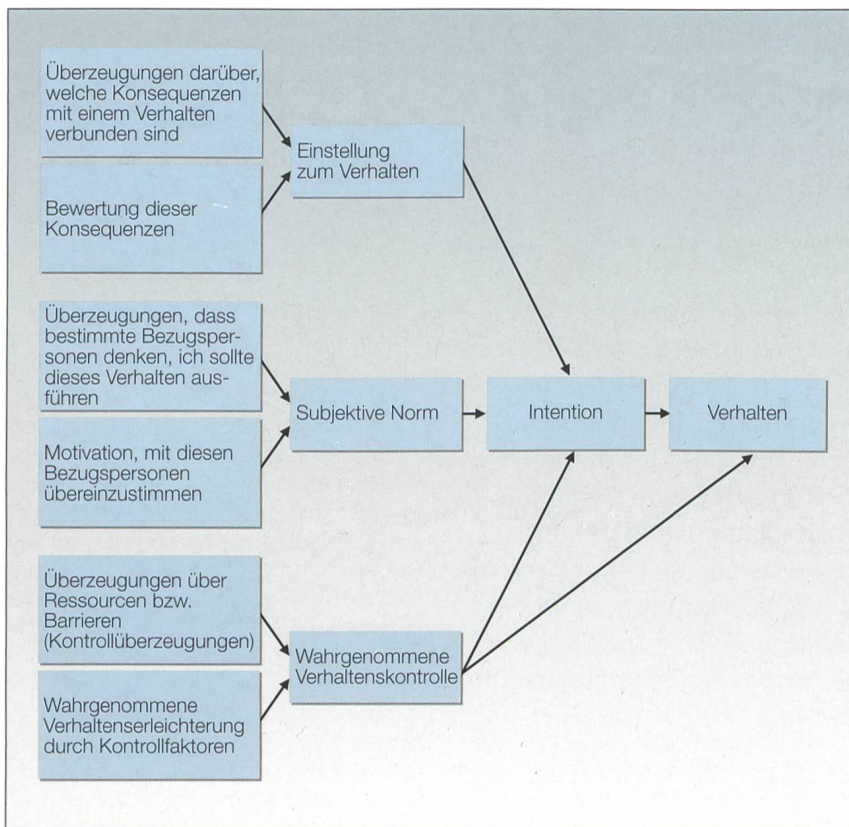 Überzeugungen darüber,
welche Konsequenzen
mit einem Verhalten
verbunden sind
Bewertung dieser
Konsequenzen
Einstellung
zum Verhalten
Überzeugungen, dass
bestimmte Bezugsper-
sonen denken, ich sollte
dieses Verhalten aus-
führen
Motivation, mit diesen
Bezugspersonen
übereinzustimmen
Subjektive Norm
Intention
Verhalten
Überzeugungen über
Ressourcen bzw.
Barrieren
(Kontrollüberzeugungen)
Wahrgenommene
Verhaltenserleichterung
durch Kontrollfaktoren
Wahrgenommene
Verhaltenskontrolle